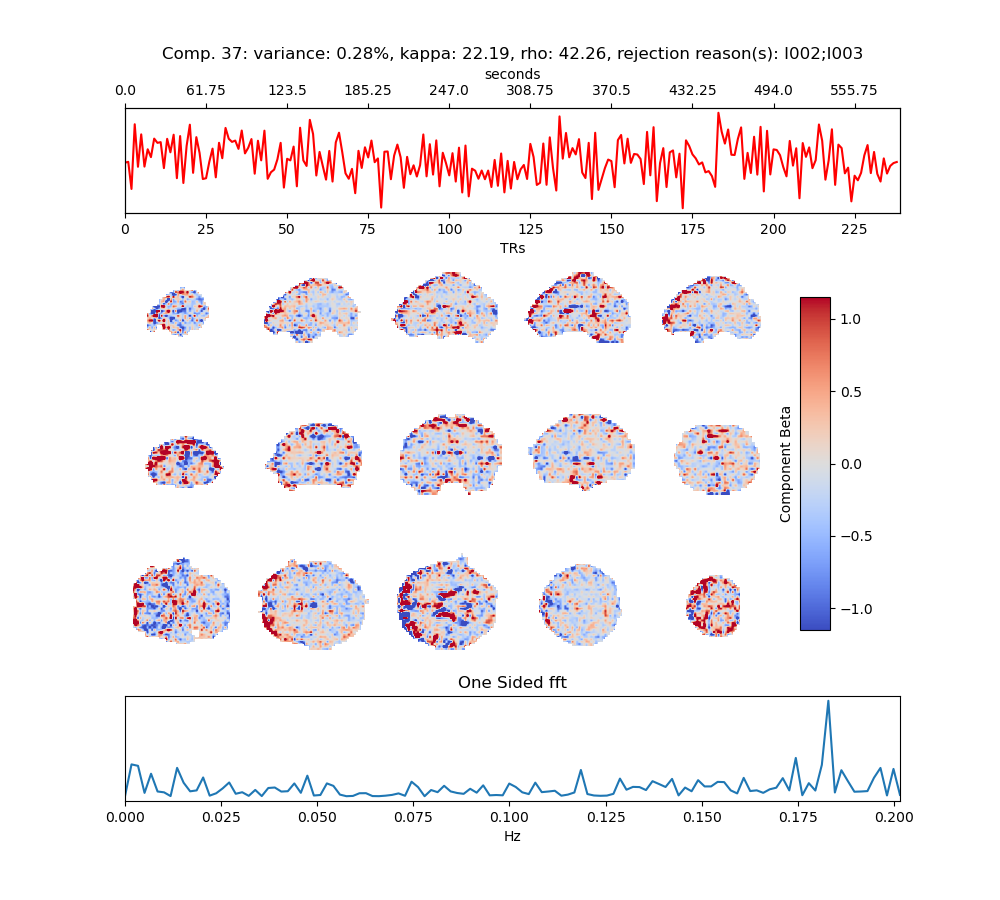 Comp. 37: variance: 0.28%, kappa: 22.19, rho: 42.26, rejection reason(s): I002;I003
seconds
0.0 61.75 123.5 185.25 247.0 308.75 370.5 432.25 494.0 555.75
0 25 50 75 100 125 150 175 200 225
TRs
1.0
0.5
0.0
−0.5
−1.0
Component Beta
One Sided fft
0.000 0.025 0.050 0.075 0.100 0.125 0.150 0.175 0.200
Hz